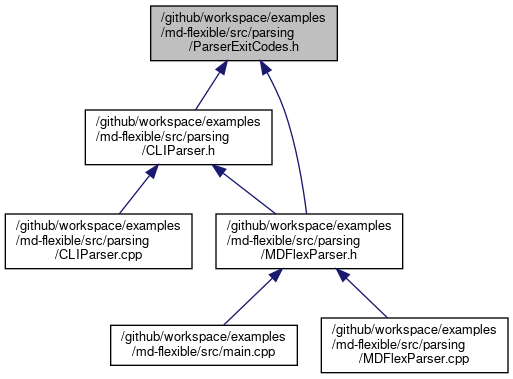 /github/workspace/examples
/md-flexible/src/parsing
/ParserExitCodes.h
/github/workspace/examples
/md-flexible/src/parsing
/CLIParser.h
/github/workspace/examples
/md-flexible/src/parsing
/CLIParser.cpp
/github/workspace/examples
/md-flexible/src/parsing
/MDFlexParser.h
/github/workspace/examples
/md-flexible/src/main.cpp
/github/workspace/examples
/md-flexible/src/parsing
/MDFlexParser.cpp